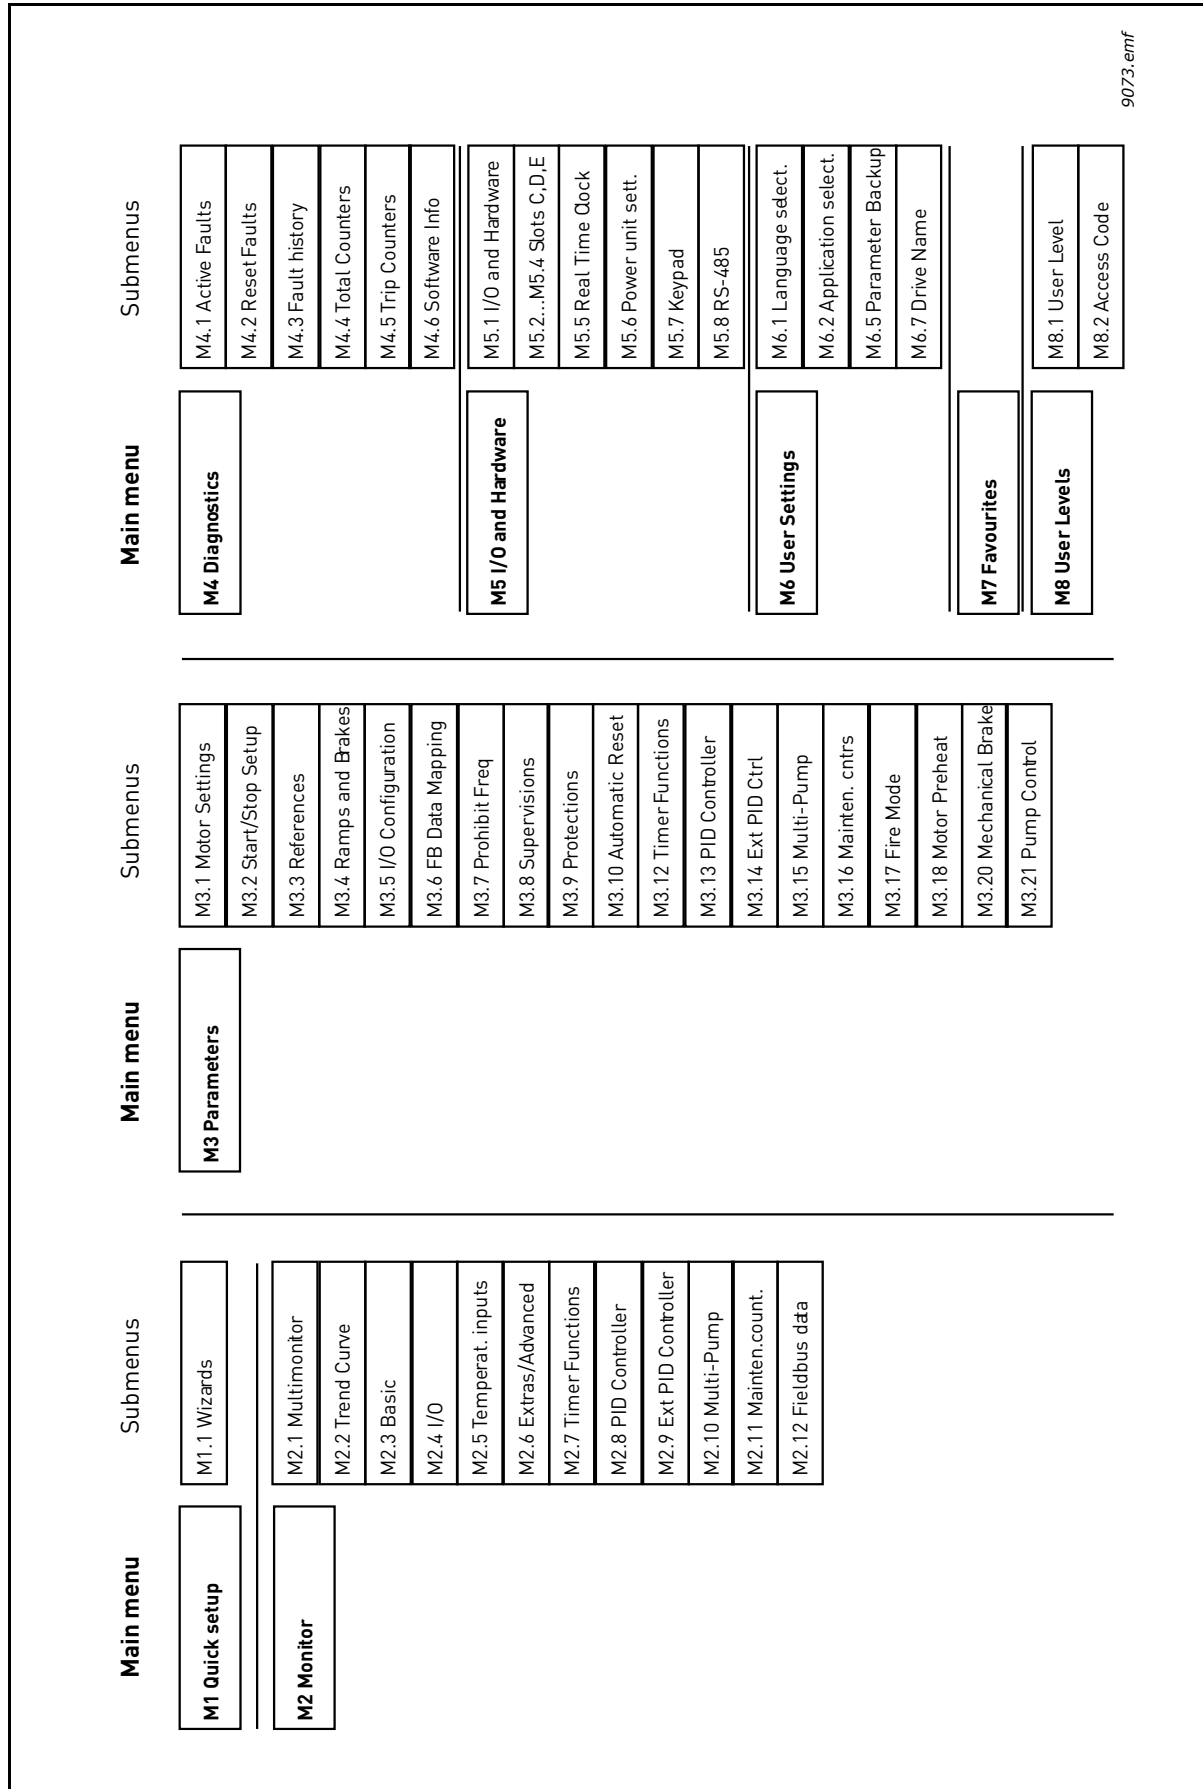 Main menu
Submenus
M1 Quick setup
M1.1 Wizards
M2 Monitor
M2.1 Multimonitor
M2.2 Trend Curve
M2.3 Basic
M2.4 I/O
M2.5 Temperat. inputs
M2.6 Extras/Advanced
M2.7 Timer Functions
M2.8 PID Controller
M2.9 Ext PID Controller
M2.10 Multi-Pump
M2.11 Mainten.count.
M2.12 Fieldbus data
Main menu
Submenus
M3 Parameters
M3.1 Motor Settings
M3.2 Start/Stop Setup
M3.3 References
M3.4 Ramps and Brakes
M3.5 I/O Configuration
M3.6 FB Data Mapping
M3.7 Prohibit Freq
M3.8 Supervisions
M3.9 Protections
M3.10 Automatic Reset
M3.12 Timer Functions
M3.13 PID Controller
M3.14 Ext PID Ctrl
M3.15 Multi-Pump
M3.16 Mainten. cntrs
M3.17 Fire Mode
M3.18 Motor Preheat
M3.20 Mechanical Brake
M3.21 Pump Control
Main menu
Submenus
M4 Diagnostics
M4.1 Active Faults
M4.2 Reset Faults
M4.3 Fault history
M4.4 Total Counters
M4.5 Trip Counters
M4.6 Software Info
M5 I/O and Hardware
M5.1 I/O and Hardware
M5.2...M5.4 Slots C,D,E
M5.5 Real Time Clock
M5.6 Power unit sett.
M5.7 Keypad
M5.8 RS-485
M6 User Settings
M6.1 Language select.
M6.2 Application select.
M6.5 Parameter Backup
M6.7 Drive Name
M7 Favourites
M8 User Levels
M8.1 User Level
M8.2 Access Code
9073.emf